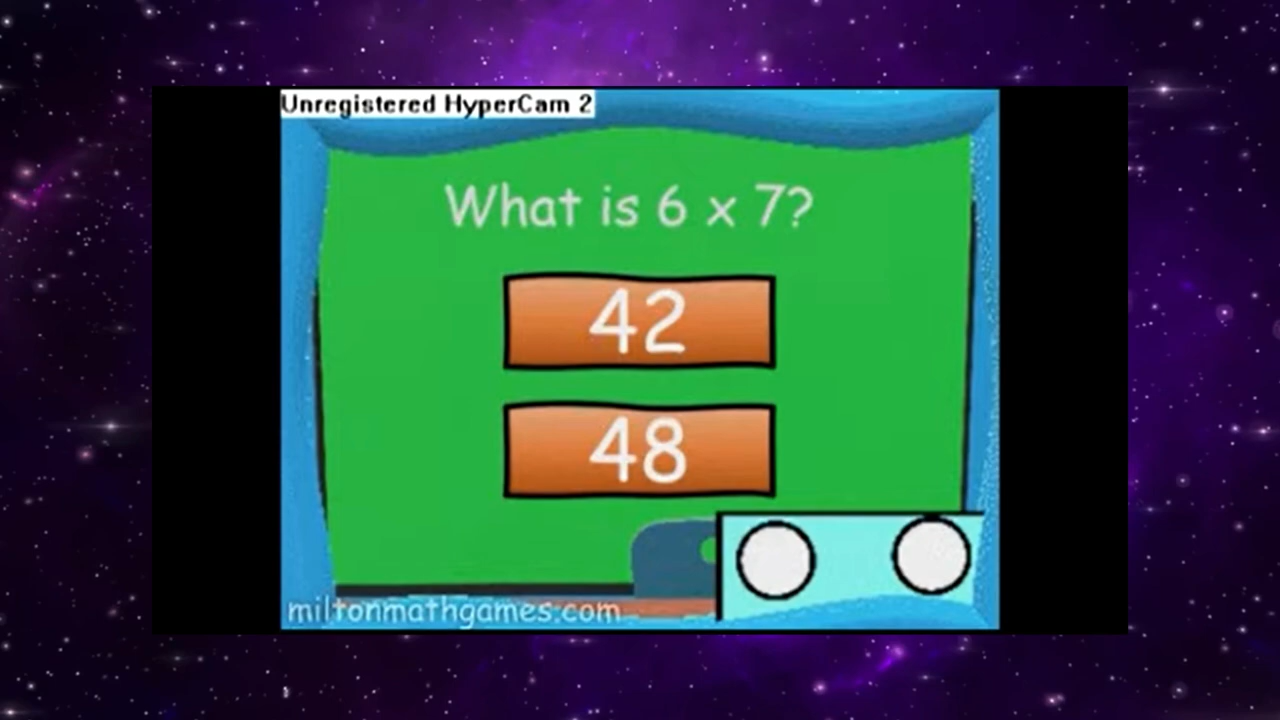 Unregistered HyperCam 2
What is 6 x 7?
42
48
miltonmathgames.com